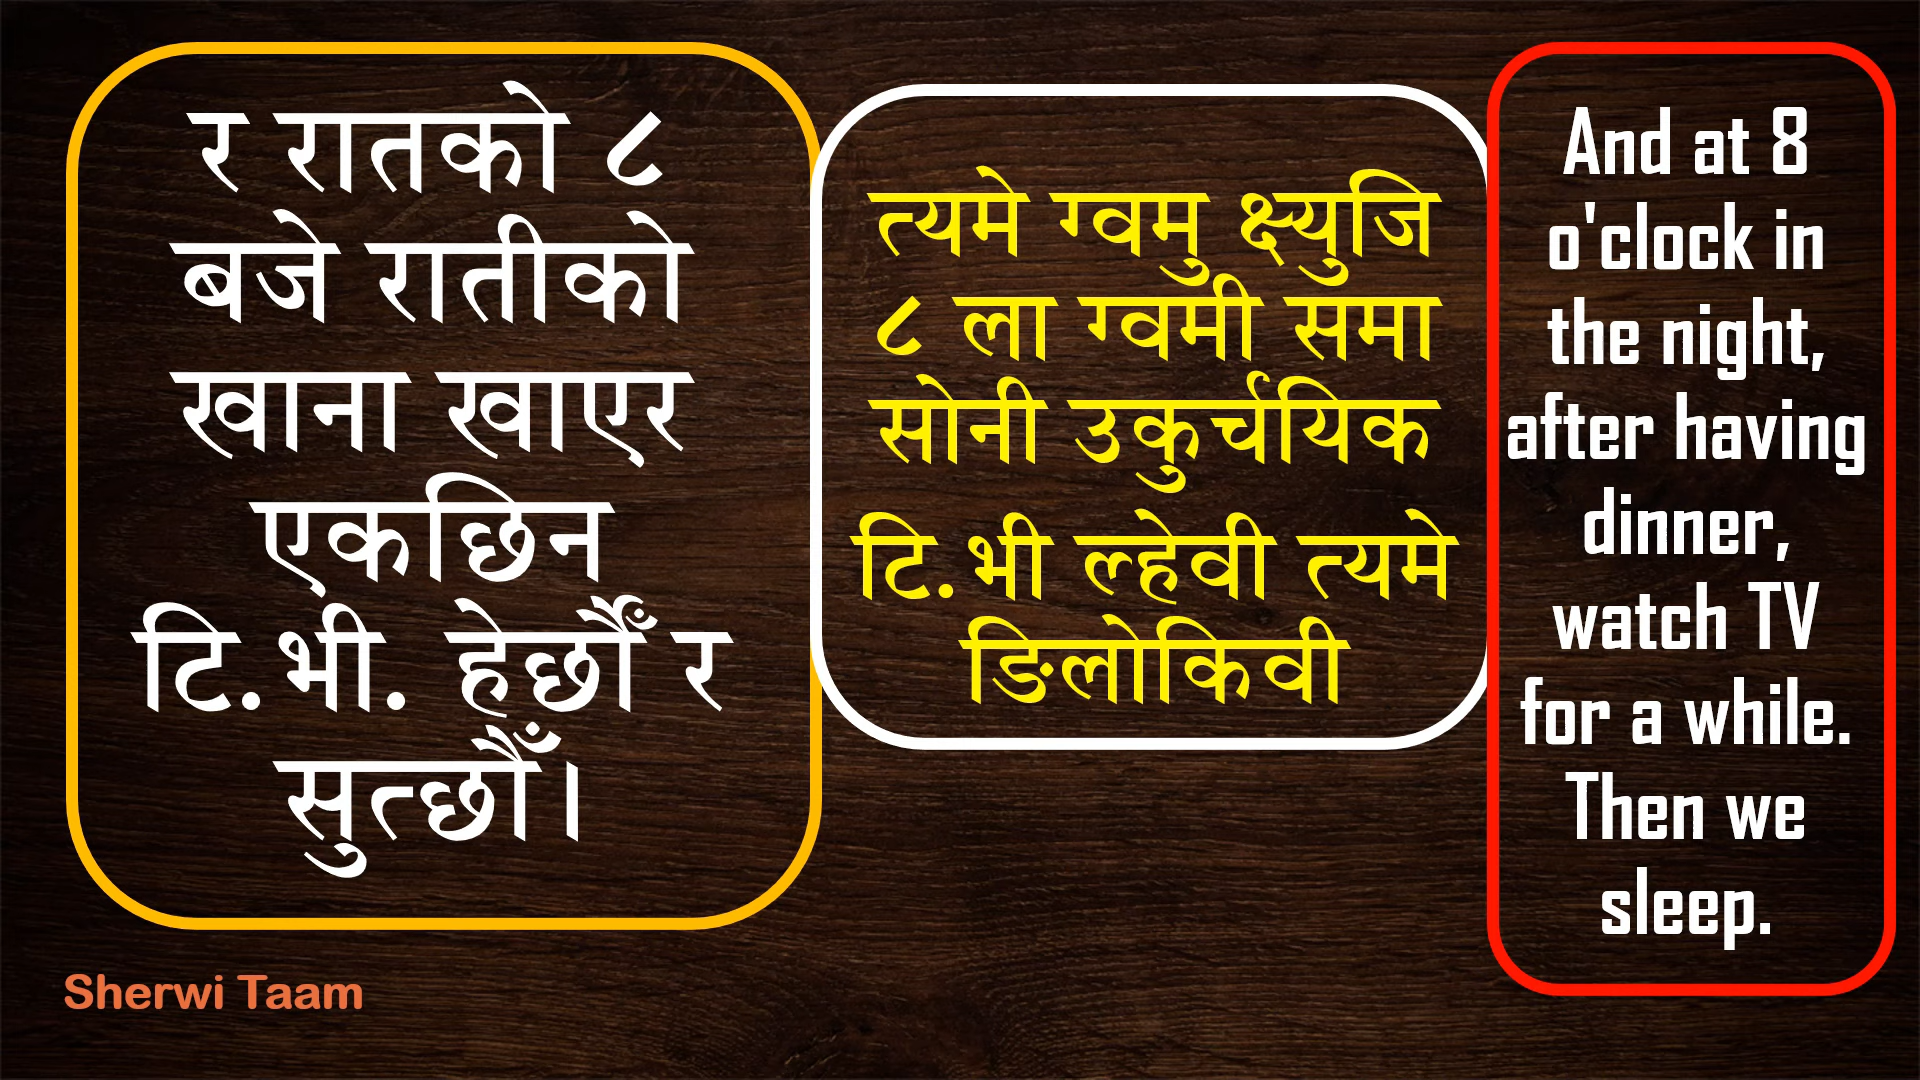 र रातको ८
बजे रातीको
खाना खाएर
एकछिन
टि.भी. हेर्छौँ र
सुत्छौँ।
त्यमे ग्वमु क्ष्युजि
८ ला ग्वमी समा
सोनी उकुर्चयिक
टि.भी ल्हेवी त्यमे
ङिलोकिवी
And at 8
o'clock in
the night,
after having
dinner,
watch TV
for a while.
Then we
sleep.
Sherwi Taam